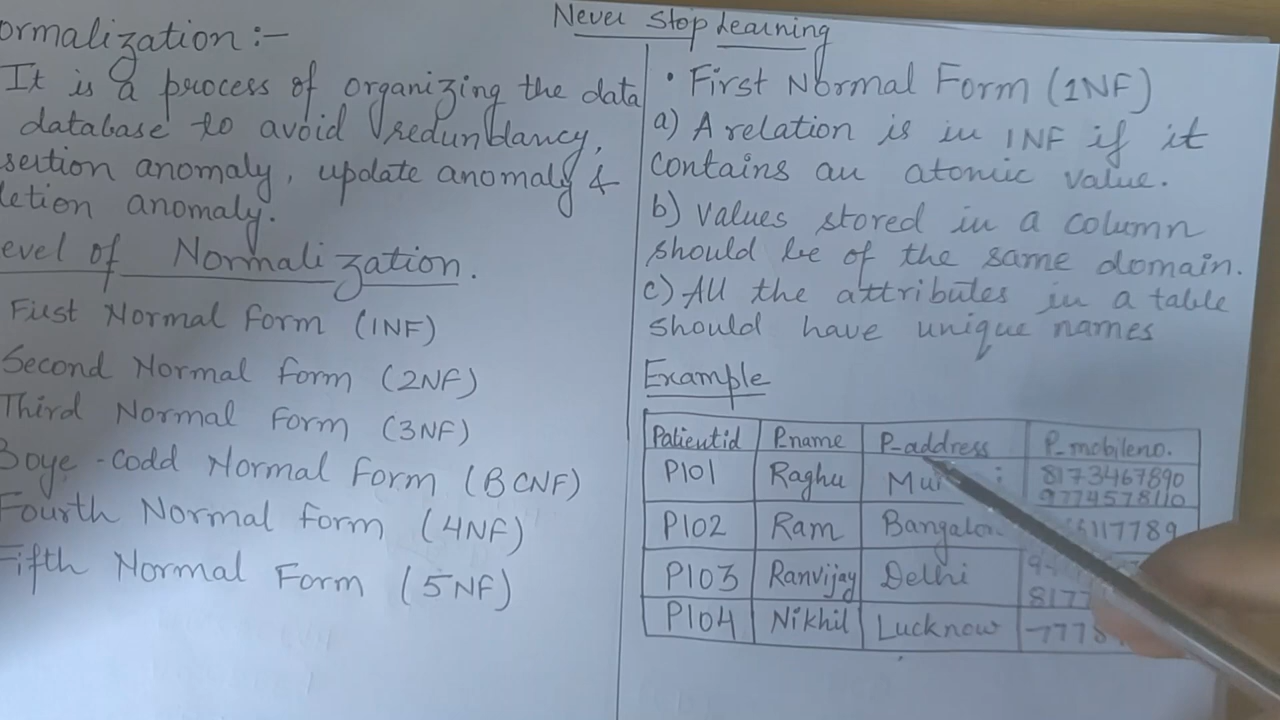 Never Stop Learning
ormalization :-
It is a process of organizing the data
database to avoid redundancy,
sertion anomaly, update anomaly &
letion anomaly.
evel of Normalization.
First Normal Form (1NF)
Second Normal Form (2NF)
Third Normal Form (3NF)
Boye-Codd Normal Form (BCNF)
Fourth Normal form (4NF)
Fifth Normal Form (5NF)
• First Normal Form (1NF)
a) A relation is in 1NF if it
contains an atomic value.
b) Values stored in a column
should be of the same domain.
c) All the attributes in a table
should have unique names
Example
Patientid P.name P-address P-mobileno.
P101 Raghu 8173467890
9774578110
P102 Ram 117789
P103 Ranvijay Delhi
8177
P104 Nikhil Lucknow